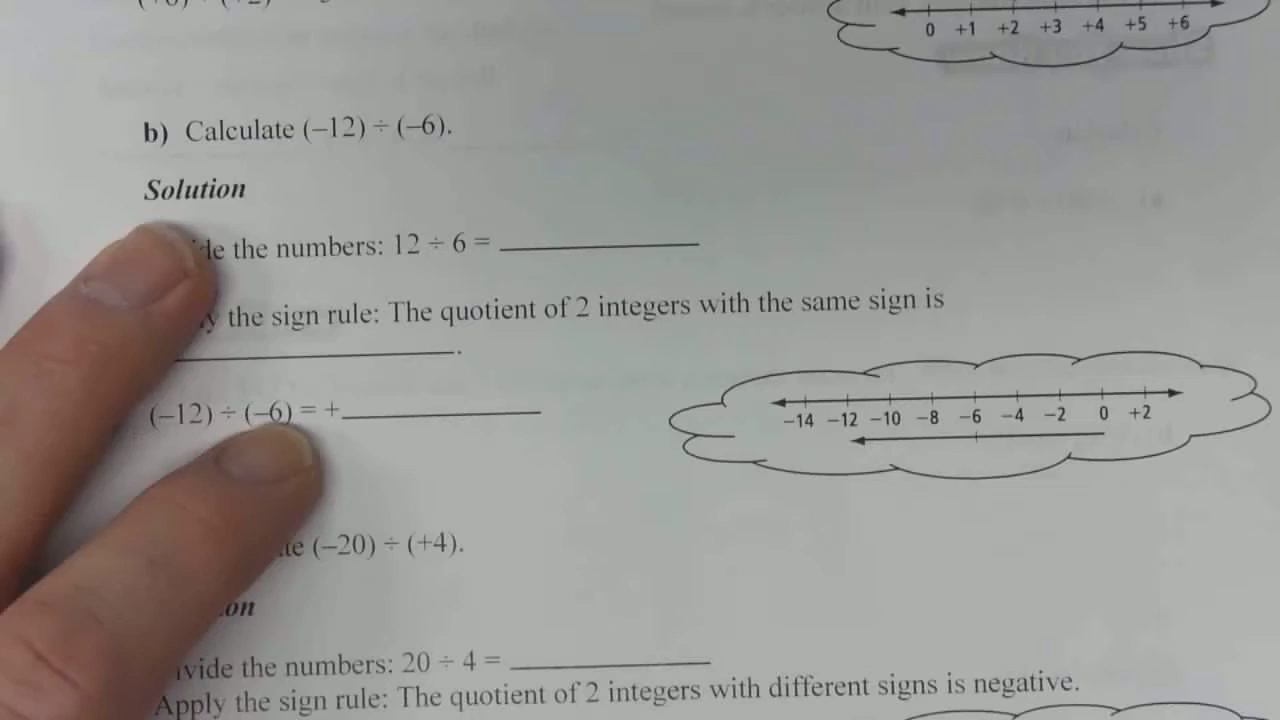 0 +1 +2 +3 +4 +5 +6
b) Calculate (–12) ÷ (–6).
Solution
the numbers: 12 ÷ 6 =
the sign rule: The quotient of 2 integers with the same sign is
.
(–12) ÷ (–6) = +
–14 –12 –10 –8 –6 –4 –2 0 +2
(–20) ÷ (+4).
the numbers: 20 ÷ 4 =
Apply the sign rule: The quotient of 2 integers with different signs is negative.